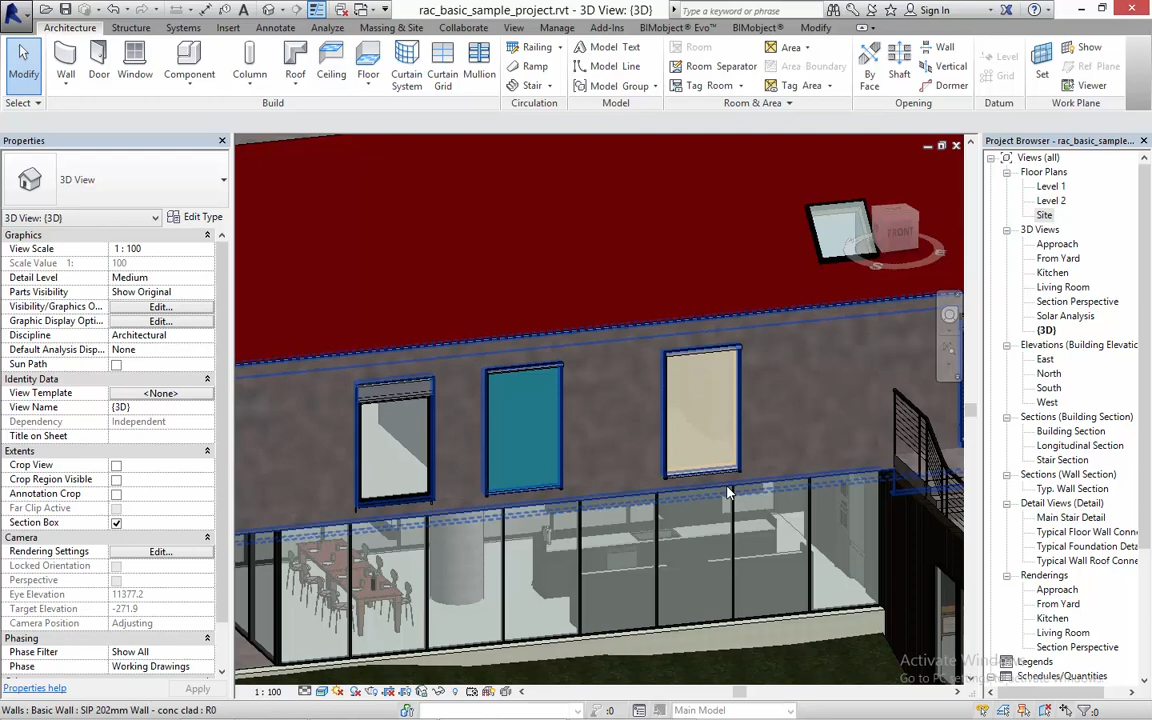 rac_basic_sample_project.rvt - 3D View: {3D}
Type a keyword or phrase
Sign In
Architecture Structure Systems Insert Annotate Analyze Massing & Site Collaborate View Manage Add-Ins BIMobject® Evo™ BIMobject® Modify
Modify Wall Door Window Component Column Roof Ceiling Floor Curtain System Curtain Grid Mullion
Railing Ramp Stair
Model Text Model Line Model Group
Room Room Separator Tag Room Area Area Boundary Tag Area
By Face Shaft Wall Vertical Dormer
Level Grid
Set Show Ref Plane Viewer
Select Build Circulation Model Room & Area Opening Datum Work Plane
Properties
3D View
3D View: {3D} Edit Type
Graphics
View Scale 1 : 100
Scale Value 1: 100
Detail Level Medium
Parts Visibility Show Original
Visibility/Graphics O... Edit...
Graphic Display Opti... Edit...
Discipline Architectural
Default Analysis Disp... None
Sun Path
Identity Data
View Template <None>
View Name {3D}
Dependency Independent
Title on Sheet
Extents
Crop View
Crop Region Visible
Annotation Crop
Far Clip Active
Section Box
Camera
Rendering Settings Edit...
Locked Orientation
Perspective
Eye Elevation 11377.2
Target Elevation -271.9
Camera Position Adjusting
Phasing
Phase Filter Show All
Phase Working Drawings
Properties help Apply
FRONT
S
E
Project Browser - rac_basic_sample...
Views (all)
Floor Plans
Level 1
Level 2
Site
3D Views
Approach
From Yard
Kitchen
Living Room
Section Perspective
Solar Analysis
{3D}
Elevations (Building Elevatio
East
North
South
West
Sections (Building Section)
Building Section
Longitudinal Section
Stair Section
Sections (Wall Section)
Typ. Wall Section
Detail Views (Detail)
Main Stair Detail
Typical Floor Wall Conne
Typical Foundation Deta
Typical Wall Roof Conne
Renderings
Approach
From Yard
Kitchen
Living Room
Section Perspective
Legends
Schedules/Quantities
Activate Windows
Go to PC settings to activate Windows.
1 : 100
Walls : Basic Wall : SIP 202mm Wall - conc clad : R0
:0
Main Model
:0